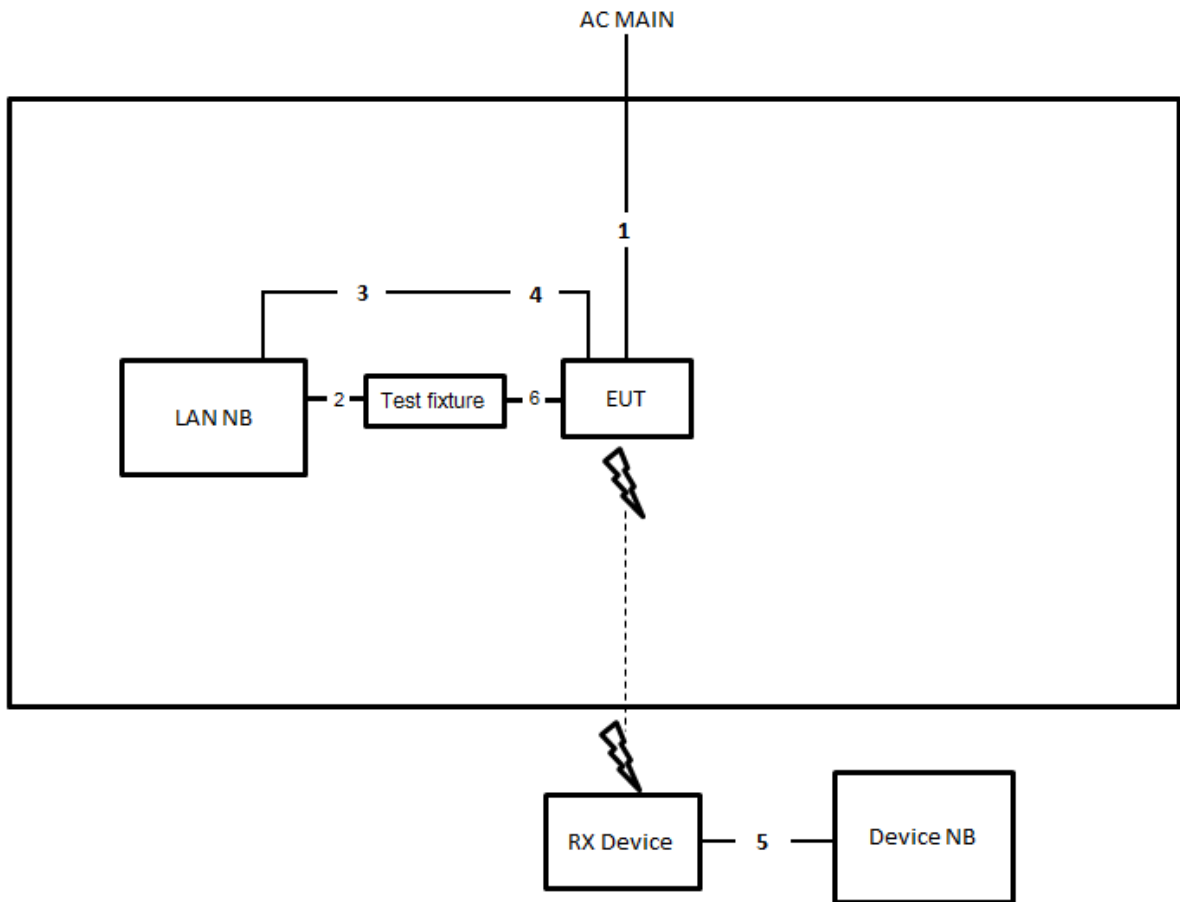 AC MAIN
1
3
4
LAN NB
2
Test fixture
6
EUT
RX Device
5
Device NB